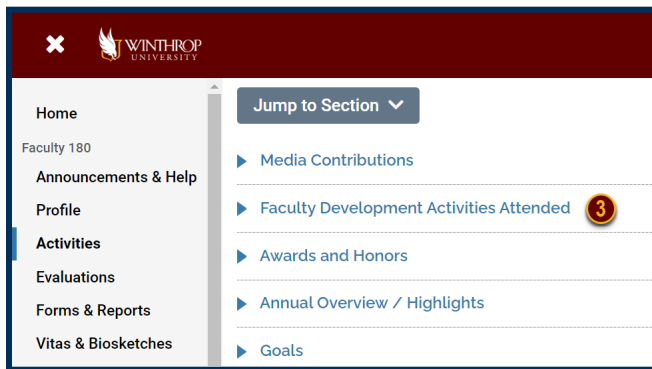 WINTHROP
UNIVERSITY
Home
Faculty 180
Announcements & Help
Profile
Activities
Evaluations
Forms & Reports
Vitas & Biosketches
Jump to Section
Media Contributions
Faculty Development Activities Attended 3
Awards and Honors
Annual Overview / Highlights
Goals